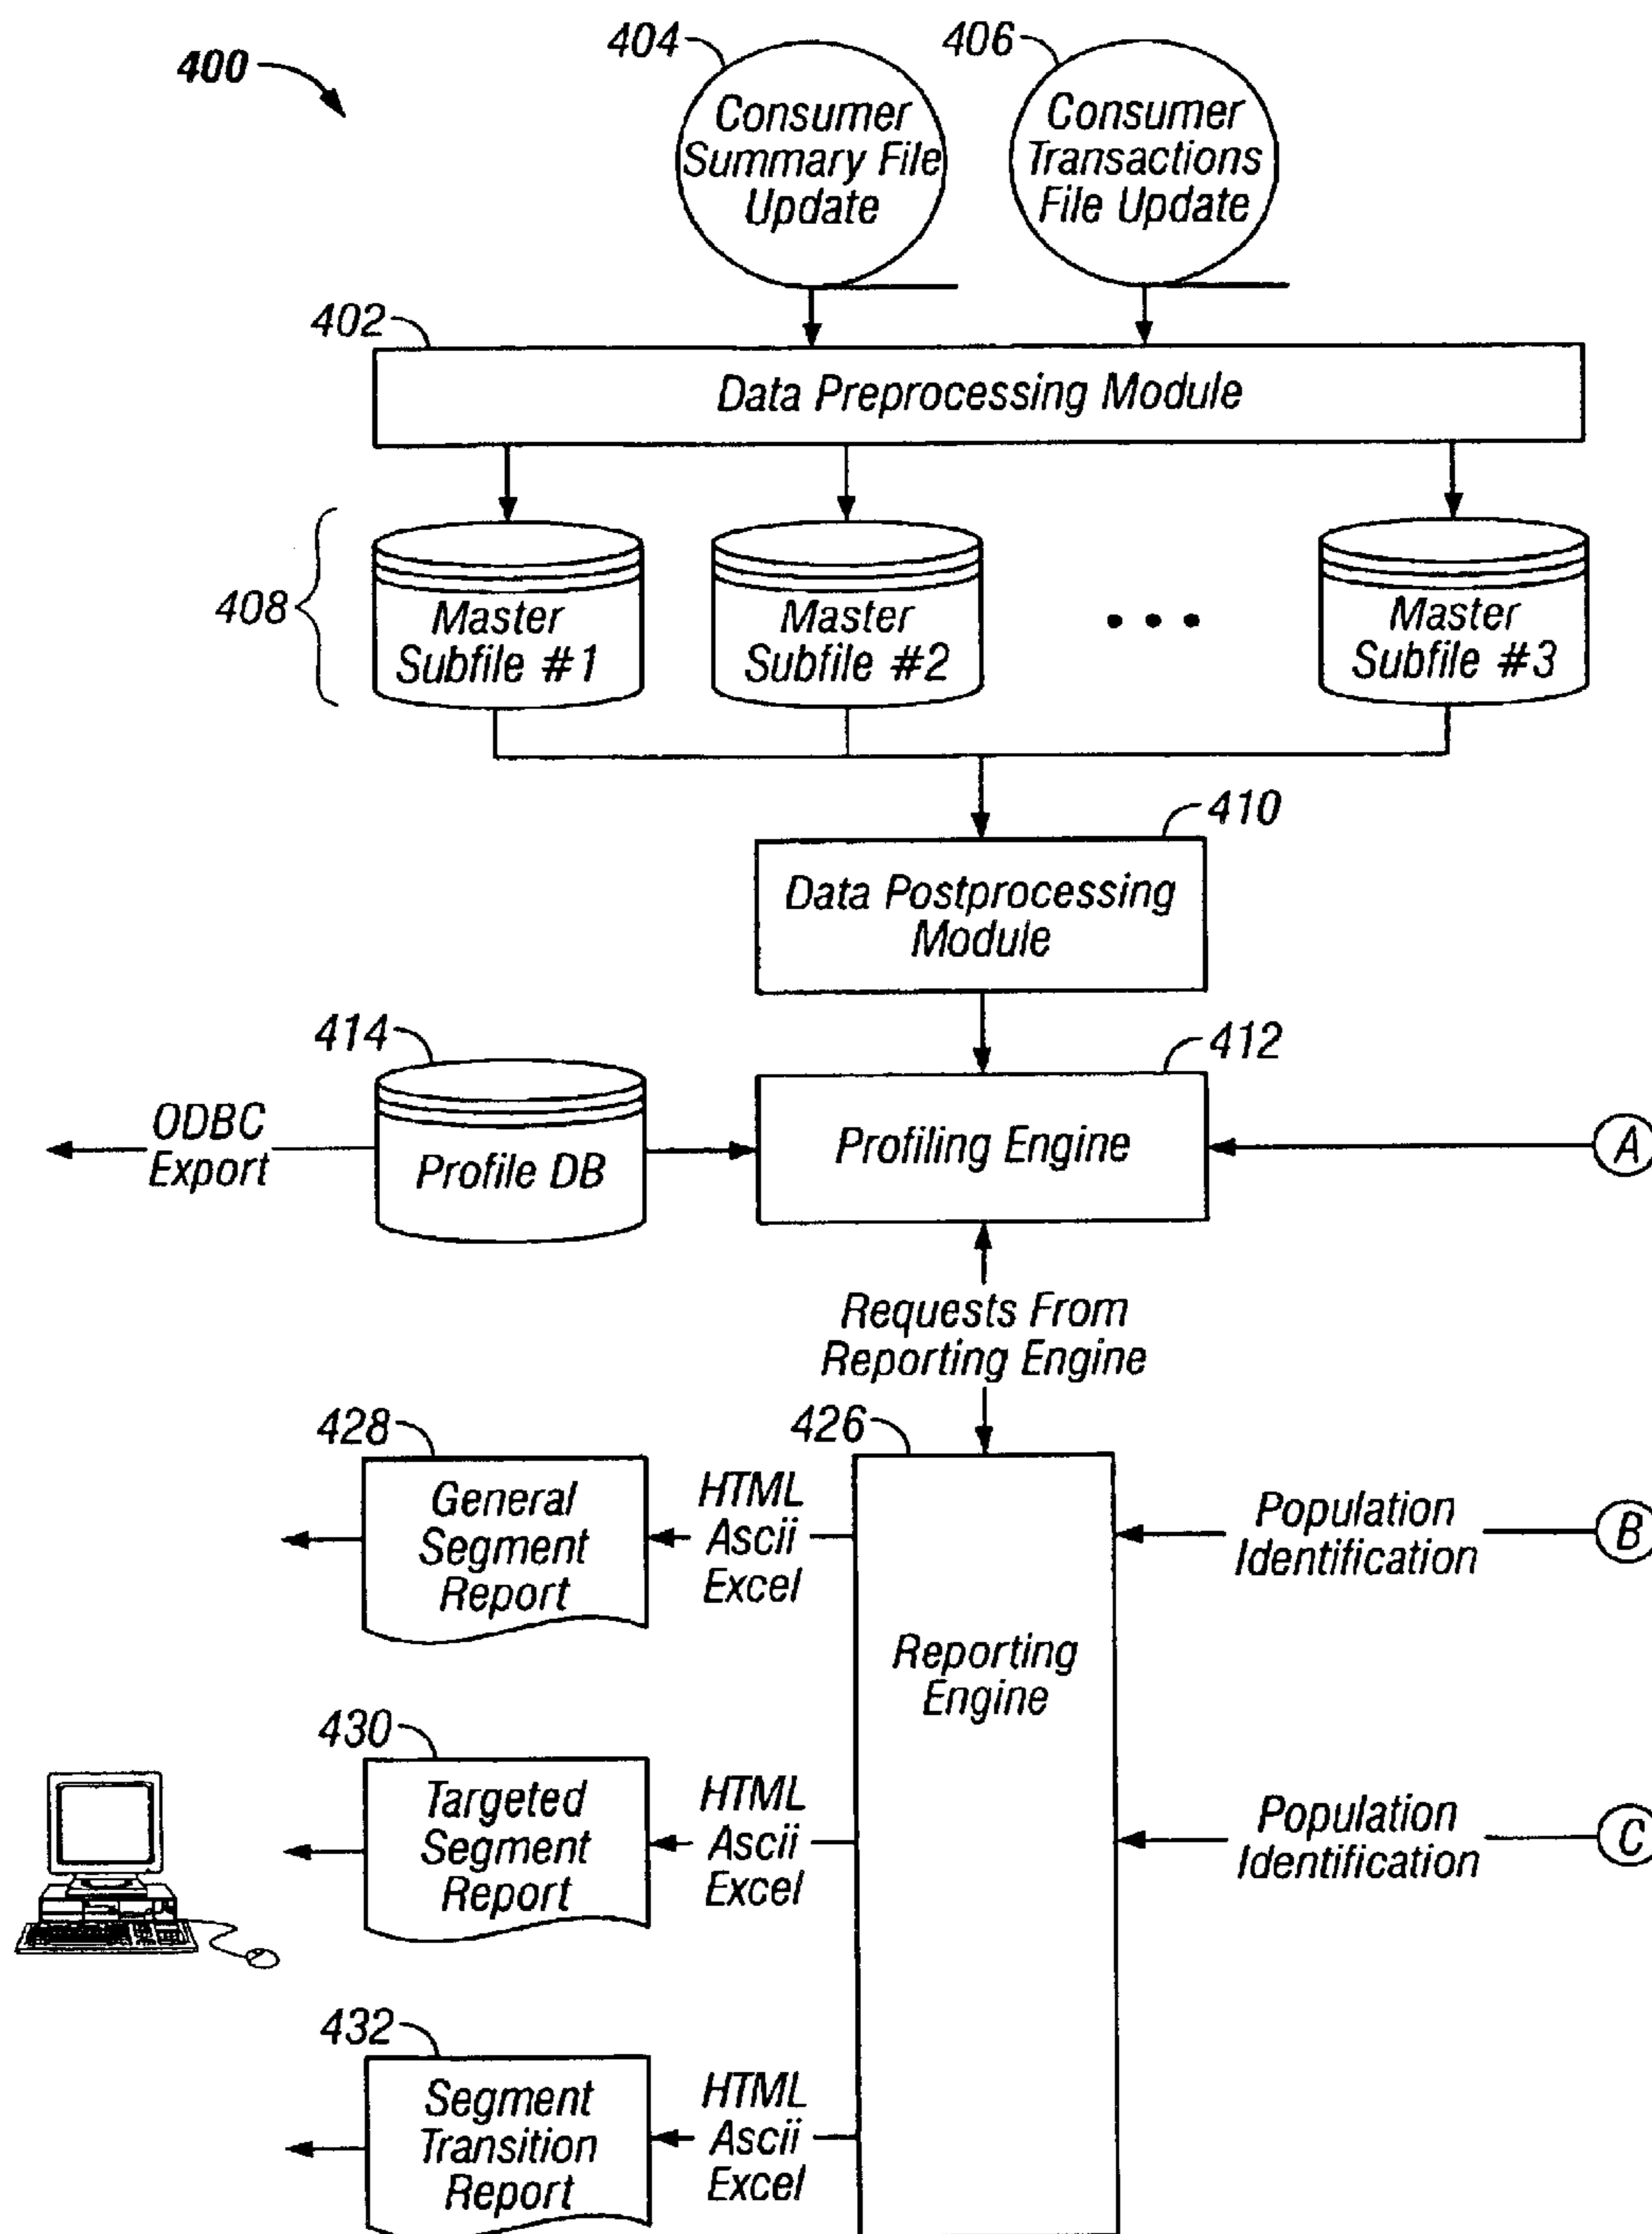 400
404
406
Consumer
Summary File
Update
Consumer
Transactions
File Update
402
Data Preprocessing Module
408
Master
Subfile #1
Master
Subfile #2
• • •
Master
Subfile #3
410
Data Postprocessing
Module
414
412
ODBC
Export
Profile DB
Profiling Engine
A
Requests From
Reporting Engine
428
426
General
Segment
Report
HTML
Ascii
Excel
Population
Identification
B
Reporting
Engine
430
Targeted
Segment
Report
HTML
Ascii
Excel
Population
Identification
C
432
Segment
Transition
Report
HTML
Ascii
Excel